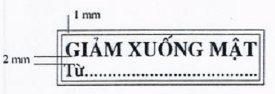 1 mm
GIẢM XUỐNG MẬT
2 mm
Từ........................................